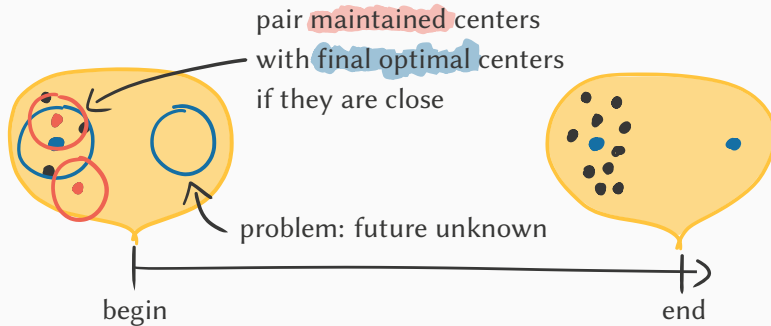 pair maintained centers
with final optimal centers
if they are close
problem: future unknown
begin
end